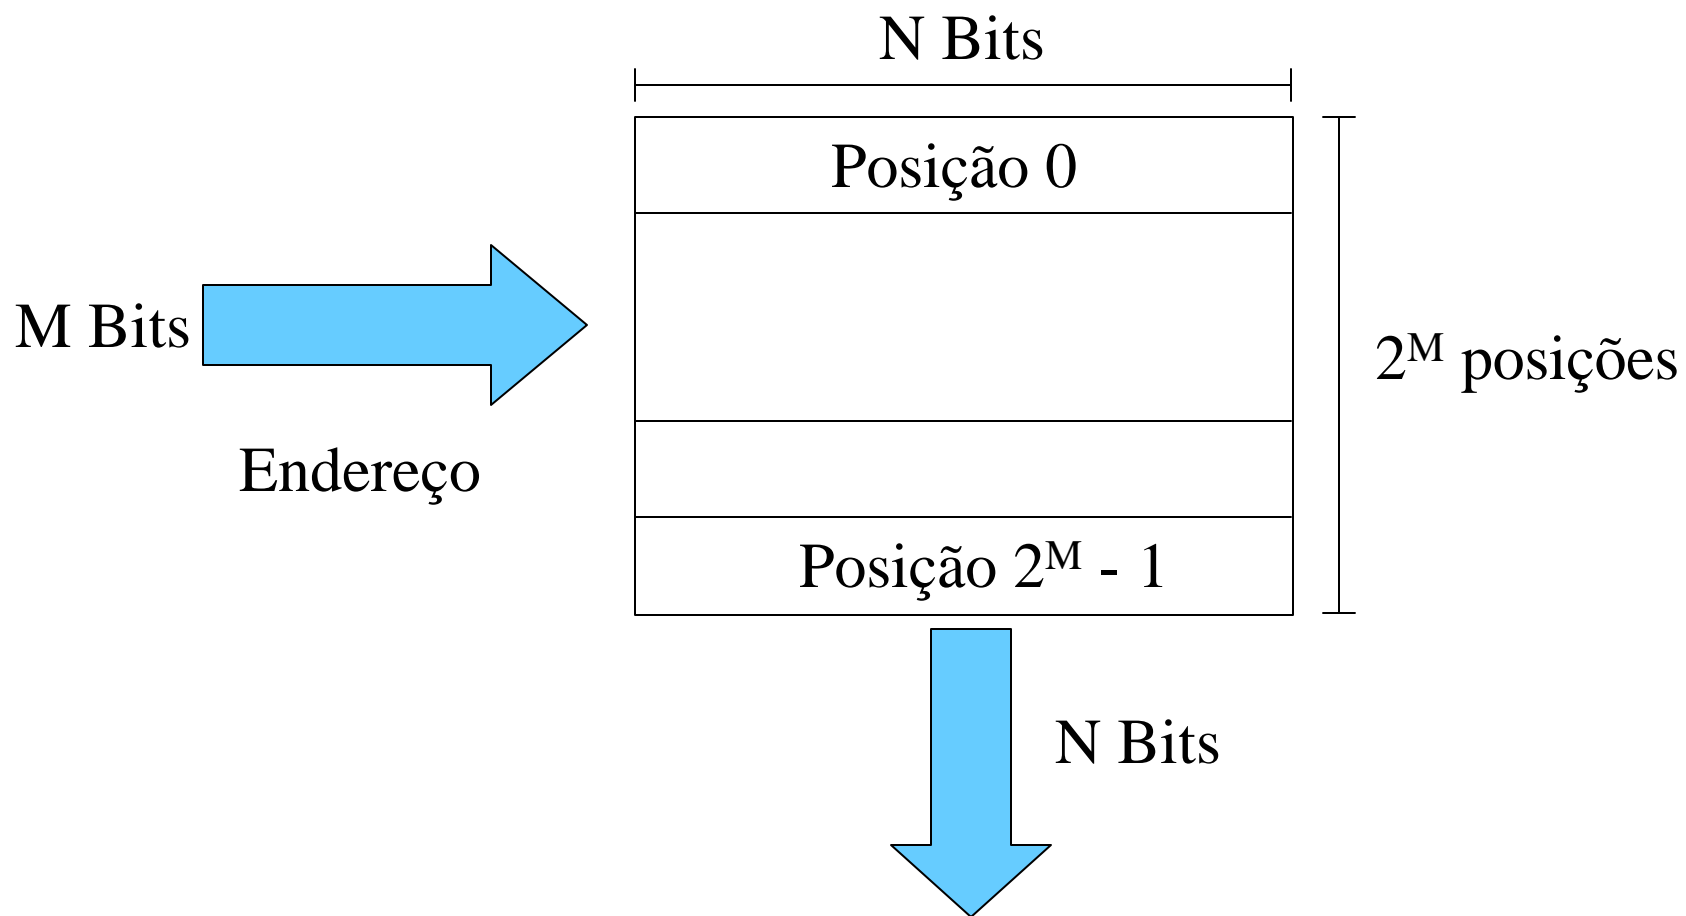 N Bits
Posição 0
M Bits
2ᴹ posições
Endereço
Posição 2ᴹ - 1
N Bits